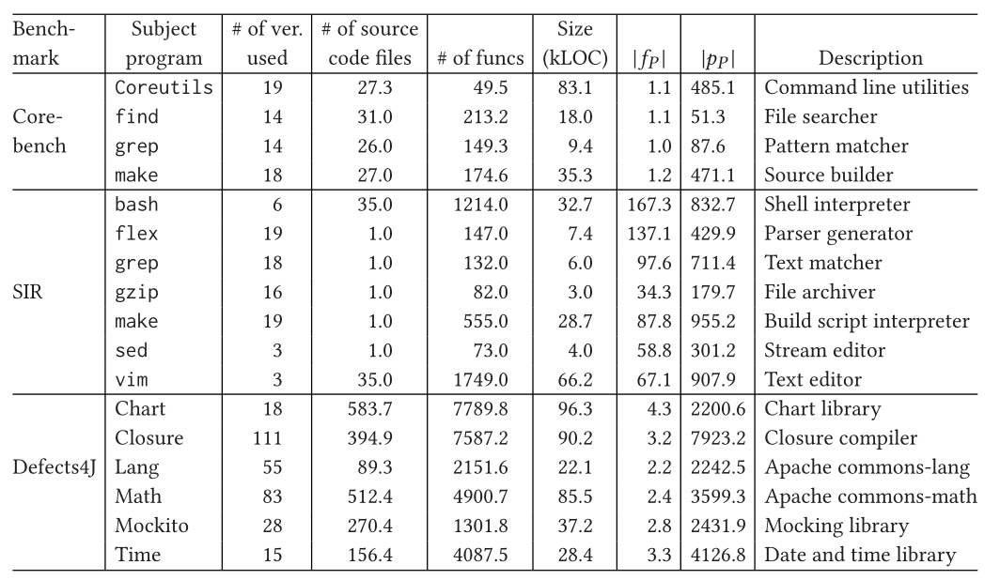 Bench- Subject # of ver. # of source Size
mark program used code files # of funcs (kLOC) |fP| |pP| Description
Coreutils 19 27.3 49.5 83.1 1.1 485.1 Command line utilities
Core- find 14 31.0 213.2 18.0 1.1 51.3 File searcher
bench grep 14 26.0 149.3 9.4 1.0 87.6 Pattern matcher
make 18 27.0 174.6 35.3 1.2 471.1 Source builder
bash 6 35.0 1214.0 32.7 167.3 832.7 Shell interpreter
flex 19 1.0 147.0 7.4 137.1 429.9 Parser generator
grep 18 1.0 132.0 6.0 97.6 711.4 Text matcher
SIR gzip 16 1.0 82.0 3.0 34.3 179.7 File archiver
make 19 1.0 555.0 28.7 87.8 955.2 Build script interpreter
sed 3 1.0 73.0 4.0 58.8 301.2 Stream editor
vim 3 35.0 1749.0 66.2 67.1 907.9 Text editor
Chart 18 583.7 7789.8 96.3 4.3 2200.6 Chart library
Closure 111 394.9 7587.2 90.2 3.2 7923.2 Closure compiler
Defects4J Lang 55 89.3 2151.6 22.1 2.2 2242.5 Apache commons-lang
Math 83 512.4 4900.7 85.5 2.4 3599.3 Apache commons-math
Mockito 28 270.4 1301.8 37.2 2.8 2431.9 Mocking library
Time 15 156.4 4087.5 28.4 3.3 4126.8 Date and time library